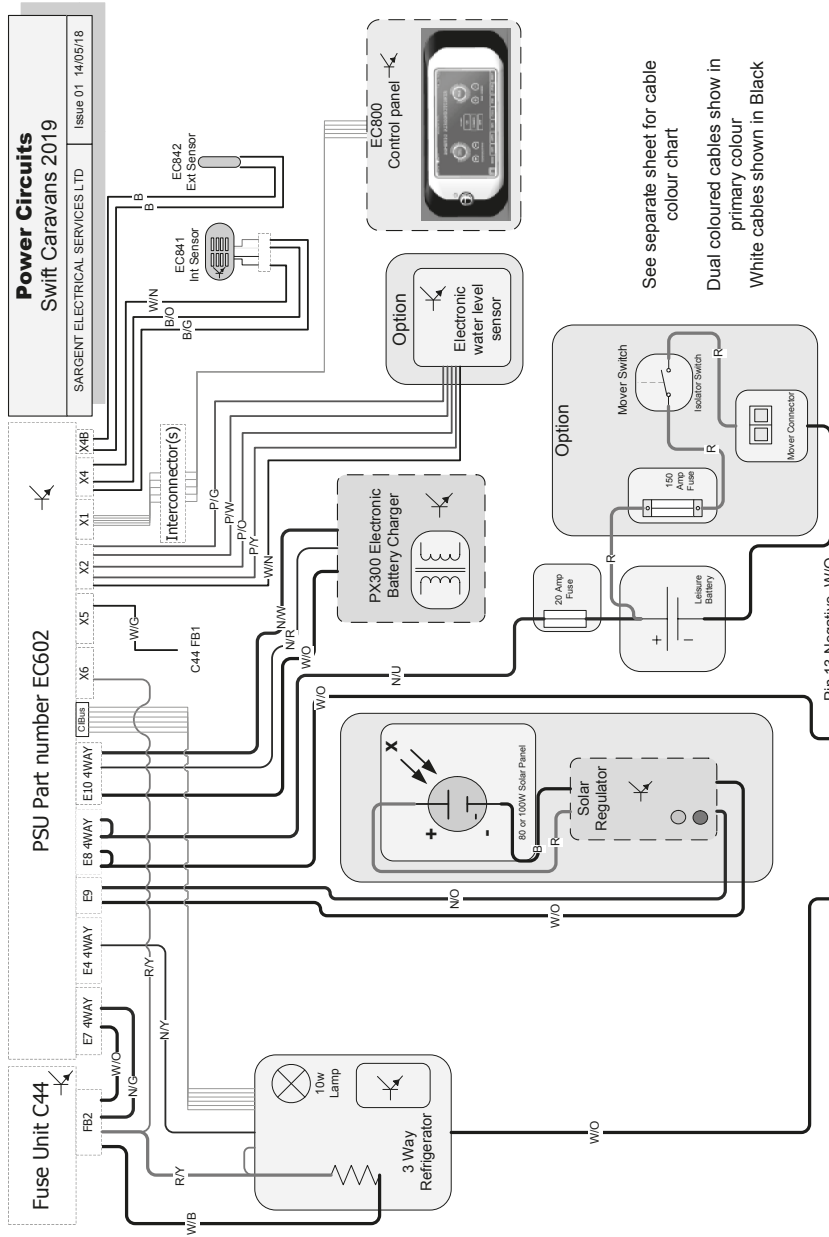 Power Circuits
Swift Caravans 2019
SARGENT ELECTRICAL SERVICES LTD
Issue 01 14/05/18
Fuse Unit C44
PSU Part number EC602
FB2
E7 4WAY
E4 4WAY
E9
E8 4WAY
E10 4WAY
CIBus
X6
X5
X2
X1
X4
X4B
W/O
N/G
R/Y
N/Y
R/Y
W/B
W/G
C44 FB1
N/W
N/R
W/O
N/U
W/O
N/O
W/O
W/O
P/G
P/W
P/O
P/Y
W/N
Interconnector(s)
W/N
B/O
B/G
B
B
EC841
Int Sensor
EC842
Ext Sensor
EC800
Control panel
Option
Electronic
water level
sensor
PX300 Electronic
Battery Charger
10w
Lamp
3 Way
Refrigerator
X
+
-
-
80 or 100W Solar Panel
B
R
Solar
Regulator
20 Amp
Fuse
+
Leisure
Battery
R
Option
150
Amp
Fuse
R
Mover Switch
Isolator Switch
R
Mover Connector
See separate sheet for cable
colour chart
Dual coloured cables show in
primary colour
White cables shown in Black
Pin 13 Negative W/O